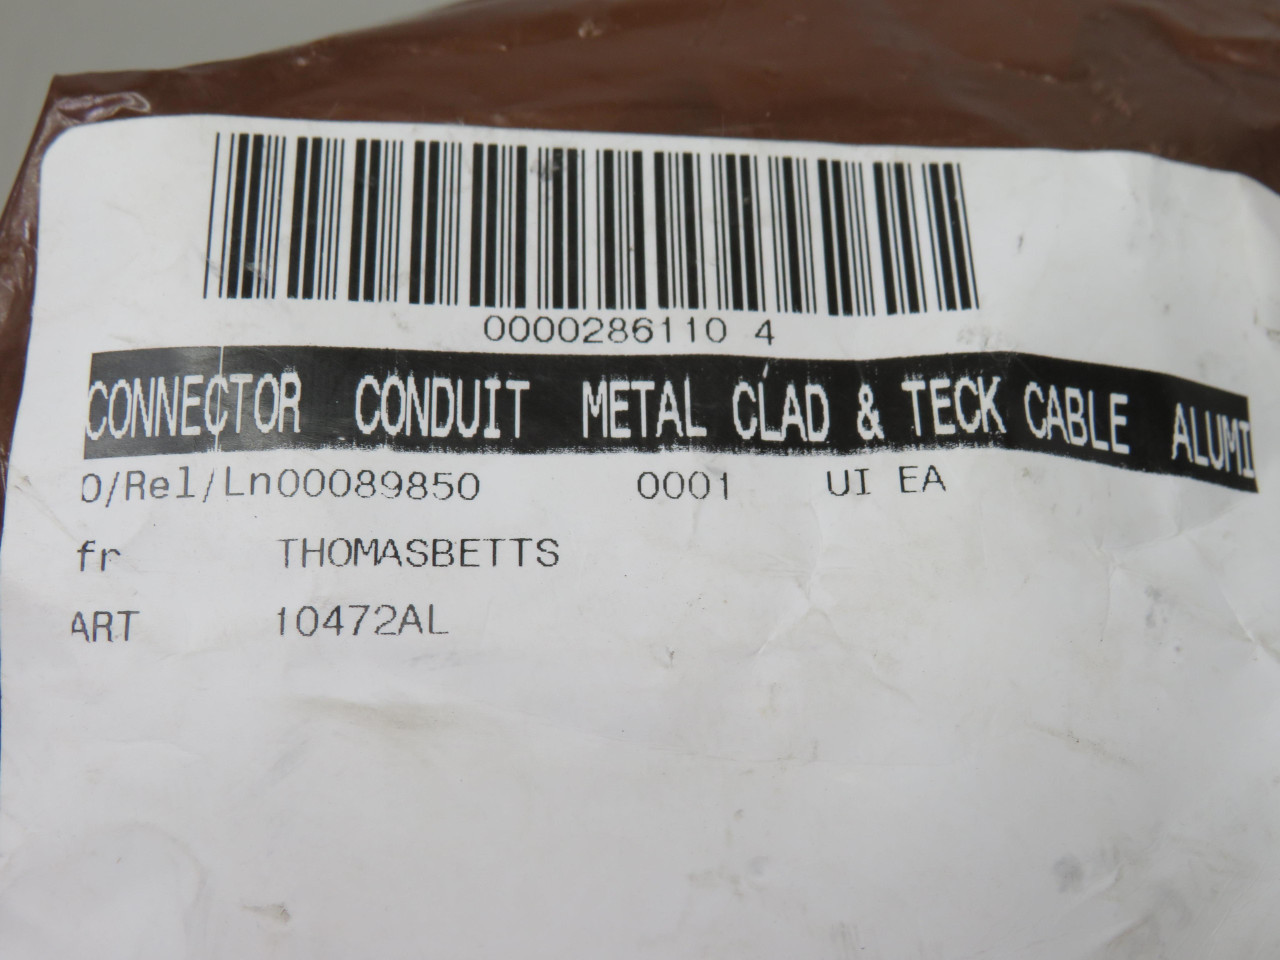 0000286110 4
CONNECTOR CONDUIT METAL CLAD & TECK CABLE ALUMI
O/Rel/Ln00089850 0001 UI EA
fr THOMASBETTS
ART 10472AL